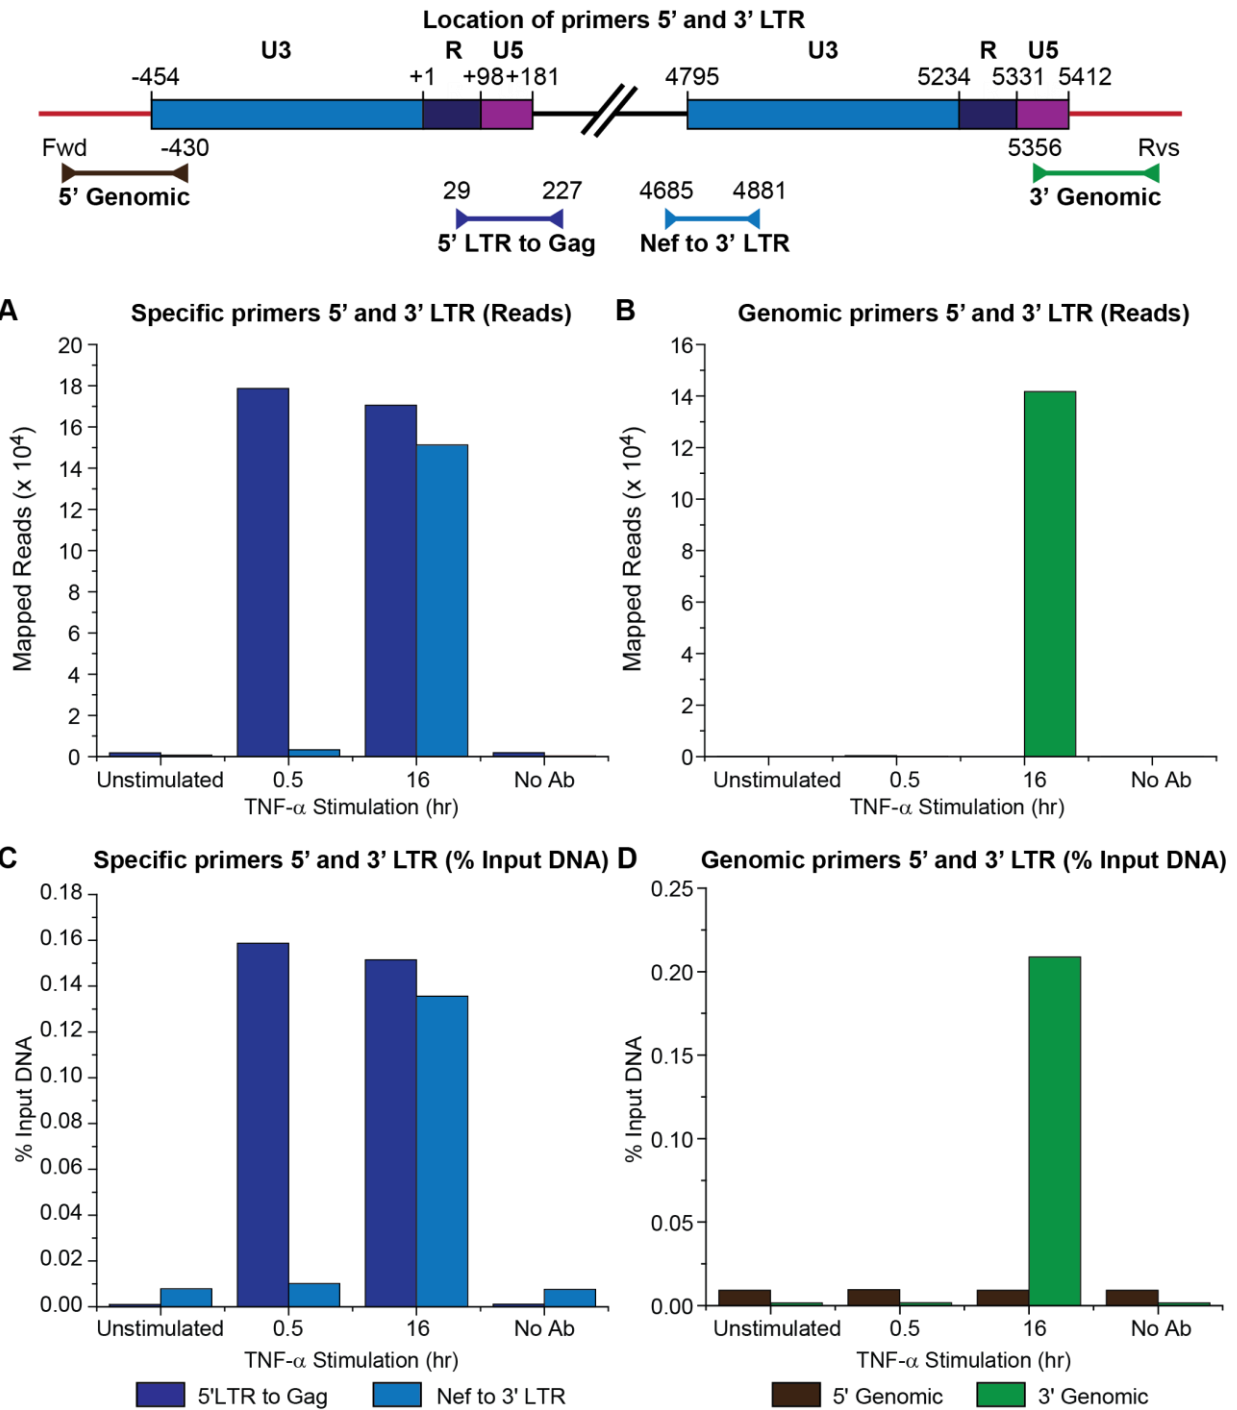 Location of primers 5’ and 3’ LTR
U3 R U5 U3 R U5
-454 +1 +98 +181 4795 5234 5331 5412
Fwd -430 5356 Rvs
5’ Genomic 29 227 4685 4881 3’ Genomic
5’ LTR to Gag Nef to 3’ LTR
A Specific primers 5’ and 3’ LTR (Reads)
20
18
16
14
12
10
8
6
4
2
0
Mapped Reads (x 10⁴)
Unstimulated 0.5 16 No Ab
TNF-α Stimulation (hr)
B Genomic primers 5’ and 3’ LTR (Reads)
16
14
12
10
8
6
4
2
0
Mapped Reads (x 10⁴)
Unstimulated 0.5 16 No Ab
TNF-α Stimulation (hr)
C Specific primers 5’ and 3’ LTR (% Input DNA)
0.18
0.16
0.14
0.12
0.10
0.08
0.06
0.04
0.02
0.00
% Input DNA
Unstimulated 0.5 16 No Ab
TNF-α Stimulation (hr)
5'LTR to Gag Nef to 3' LTR
D Genomic primers 5’ and 3’ LTR (% Input DNA)
0.25
0.20
0.15
0.10
0.05
0.00
% Input DNA
Unstimulated 0.5 16 No Ab
TNF-α Stimulation (hr)
5' Genomic 3' Genomic